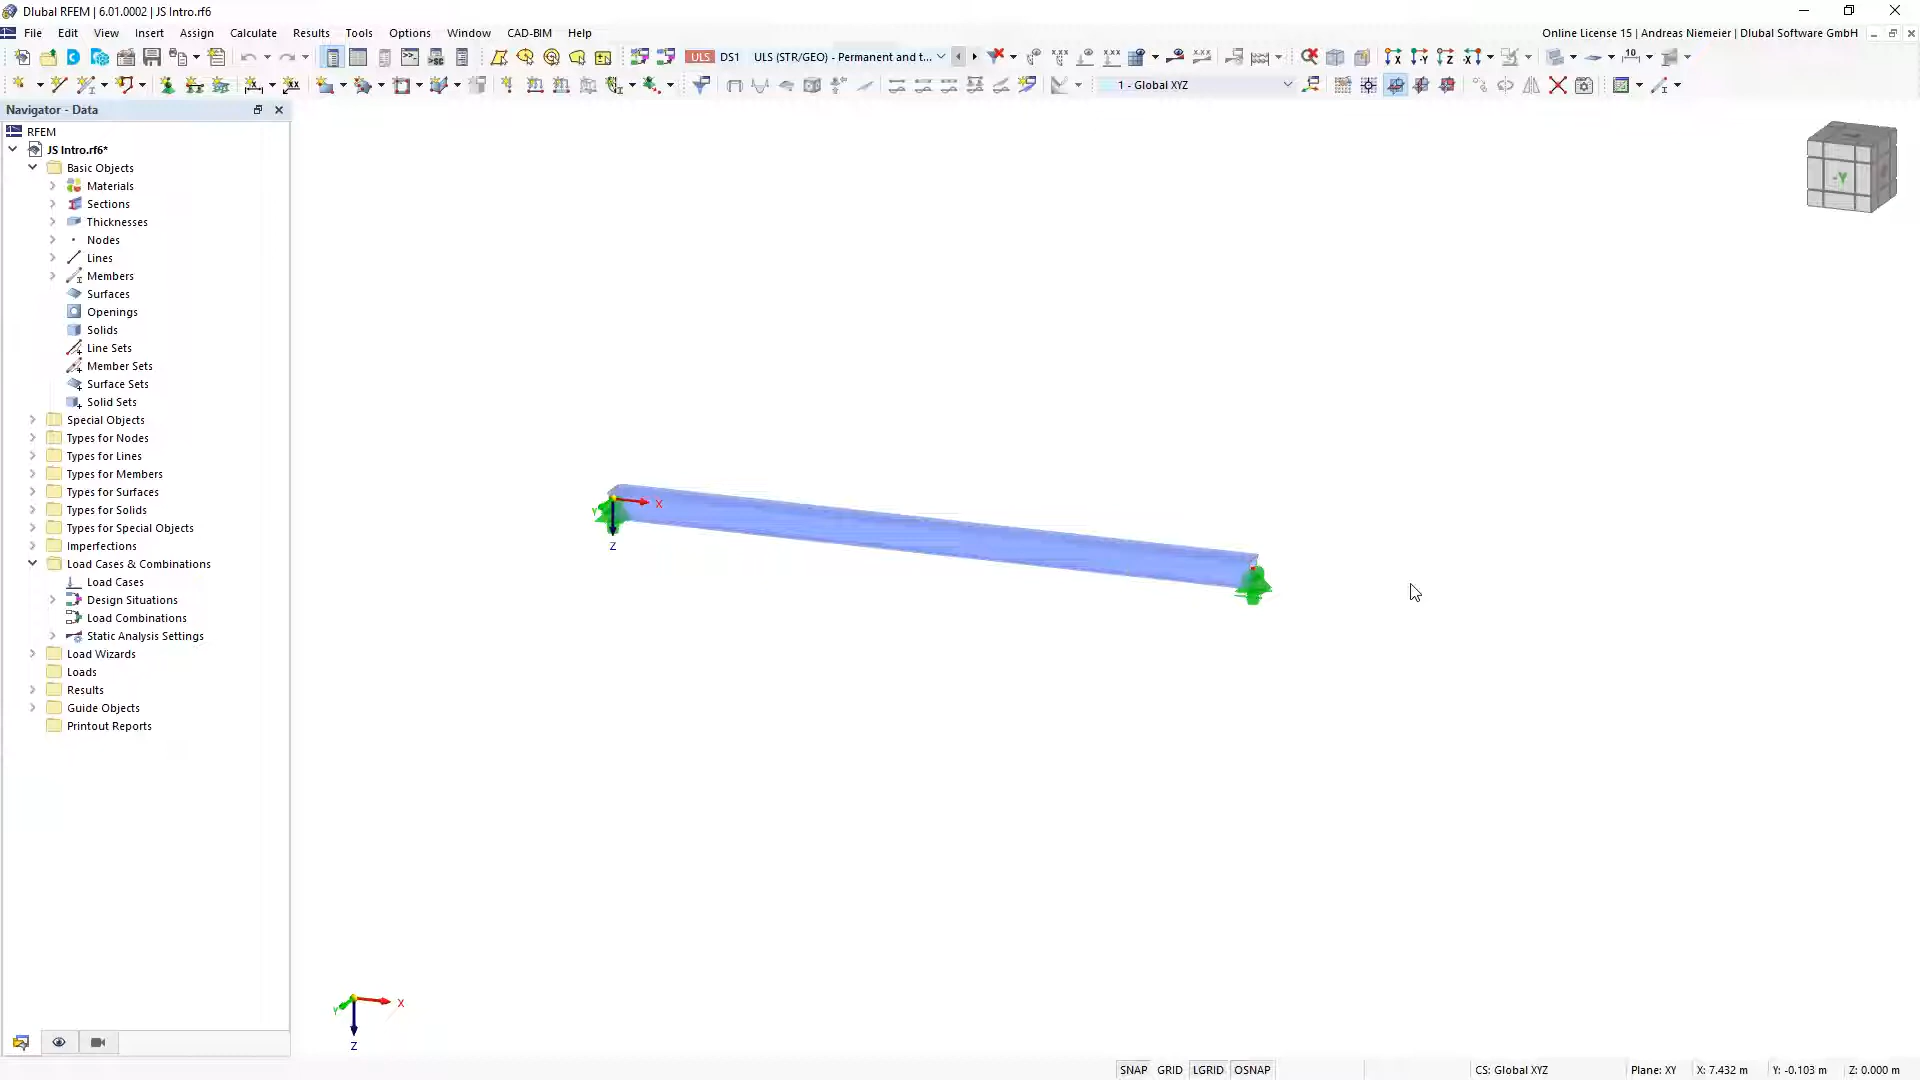 Dlubal RFEM | 6.01.0002 | JS Intro.rf6
File Edit View Insert Assign Calculate Results Tools Options Window CAD-BIM Help
Online License 15 | Andreas Niemeier | Dlubal Software GmbH
ULS DS1 ULS (STR/GEO) - Permanent and t...
1 - Global XYZ
Navigator - Data
RFEM
JS Intro.rf6*
Basic Objects
Materials
Sections
Thicknesses
Nodes
Lines
Members
Surfaces
Openings
Solids
Line Sets
Member Sets
Surface Sets
Solid Sets
Special Objects
Types for Nodes
Types for Lines
Types for Members
Types for Surfaces
Types for Solids
Types for Special Objects
Imperfections
Load Cases & Combinations
Load Cases
Design Situations
Load Combinations
Static Analysis Settings
Load Wizards
Loads
Results
Guide Objects
Printout Reports
-Y
Y X
Z
Y X
Z
SNAP GRID LGRID OSNAP CS: Global XYZ Plane: XY X: 7.432 m Y: -0.103 m Z: 0.000 m